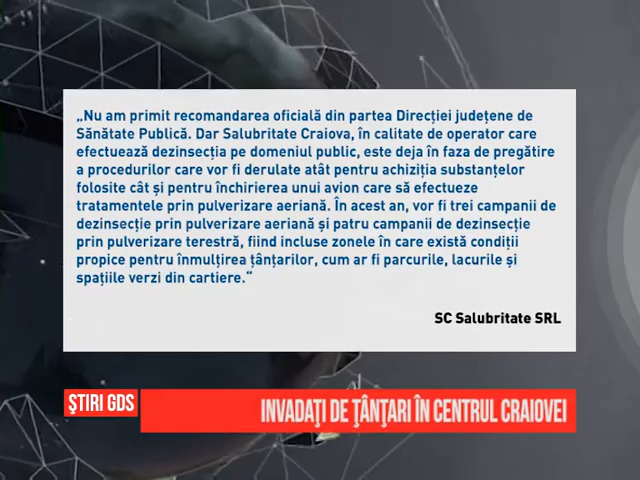 „Nu am primit recomandarea oficială din partea Direcției județene de
Sănătate Publică. Dar Salubritate Craiova, în calitate de operator care
efectuează dezinsecția pe domeniul public, este deja în faza de pregătire
a procedurilor care vor fi derulate atât pentru achiziția substanțelor
folosite cât și pentru închirierea unui avion care să efectueze
tratamentele prin pulverizare aeriană. În acest an, vor fi trei campanii de
dezinsecție prin pulverizare aeriană și patru campanii de dezinsecție
prin pulverizare terestră, fiind incluse zonele în care există condiții
propice pentru înmulțirea țânțarilor, cum ar fi parcurile, lacurile și
spațiile verzi din cartiere.“
SC Salubritate SRL
ŞTIRI GDS
INVADAŢI DE ŢÂNŢARI ÎN CENTRUL CRAIOVEI